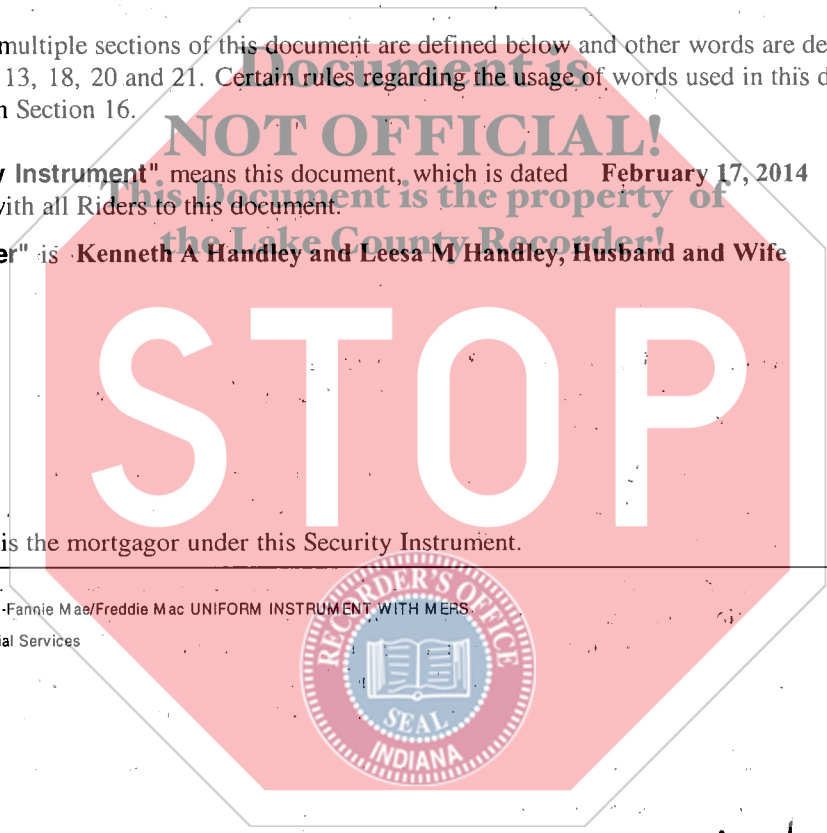 multiple sections of this document are defined below and other words are de
Document is
13, 18, 20 and 21. Certain rules regarding the usage of words used in this d
n Section 16.
NOT OFFICIAL!
y Instrument" means this document, which is dated February 17, 2014
This Document is the property of
with all Riders to this document.
the Lake County Recorder!
er" is Kenneth A Handley and Leesa M Handley, Husband and Wife
STOP
is the mortgagor under this Security Instrument.
-Fannie Mae/Freddie Mac UNIFORM INSTRUMENT WITH MERS
ial Services
RECORDER'S OFFICE
SEAL
INDIANA